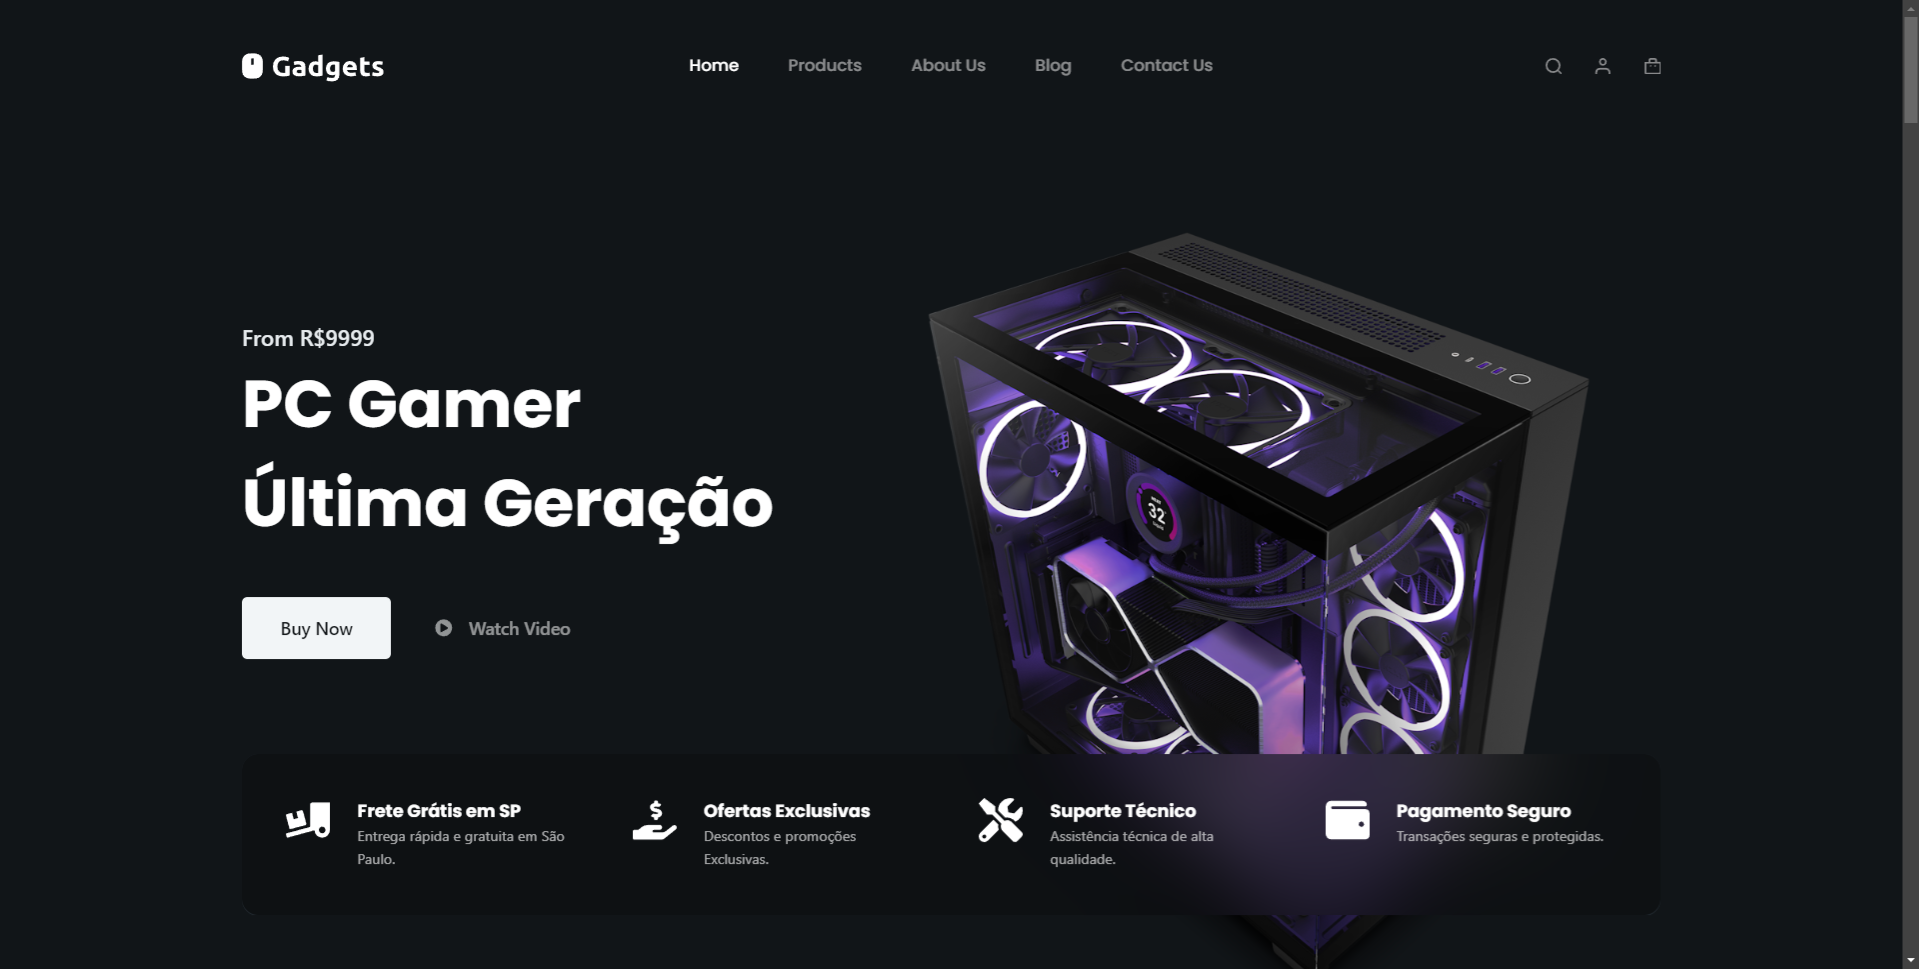 Gadgets
Home
Products
About Us
Blog
Contact Us
From R$9999
PC Gamer
Última Geração
Buy Now
Watch Video
32°
Frete Grátis em SP
Entrega rápida e gratuita em São
Paulo.
Ofertas Exclusivas
Descontos e promoções
Exclusivas.
Suporte Técnico
Assistência técnica de alta
qualidade.
Pagamento Seguro
Transações seguras e protegidas.